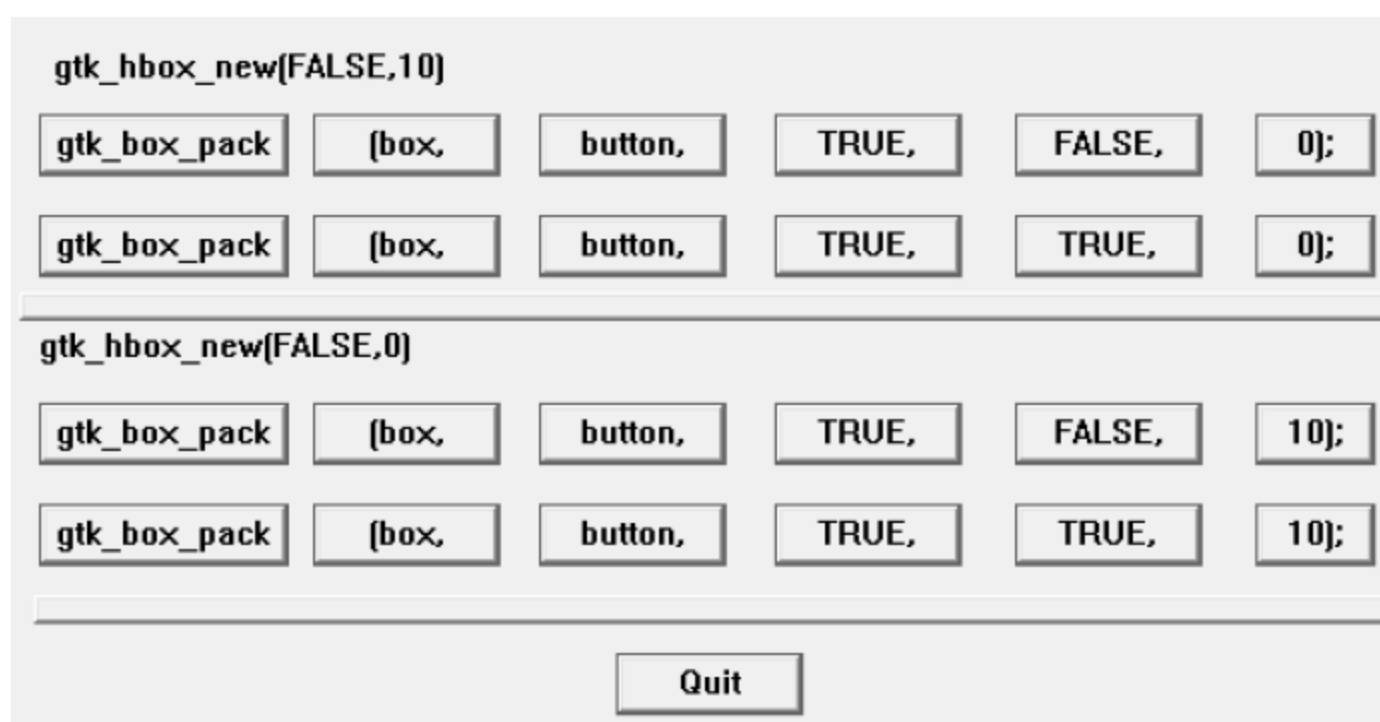 gtk_hbox_new(FALSE,10)
gtk_box_pack (box, button, TRUE, FALSE, 0);
gtk_box_pack (box, button, TRUE, TRUE, 0);
gtk_hbox_new(FALSE,0)
gtk_box_pack (box, button, TRUE, FALSE, 10);
gtk_box_pack (box, button, TRUE, TRUE, 10);
Quit